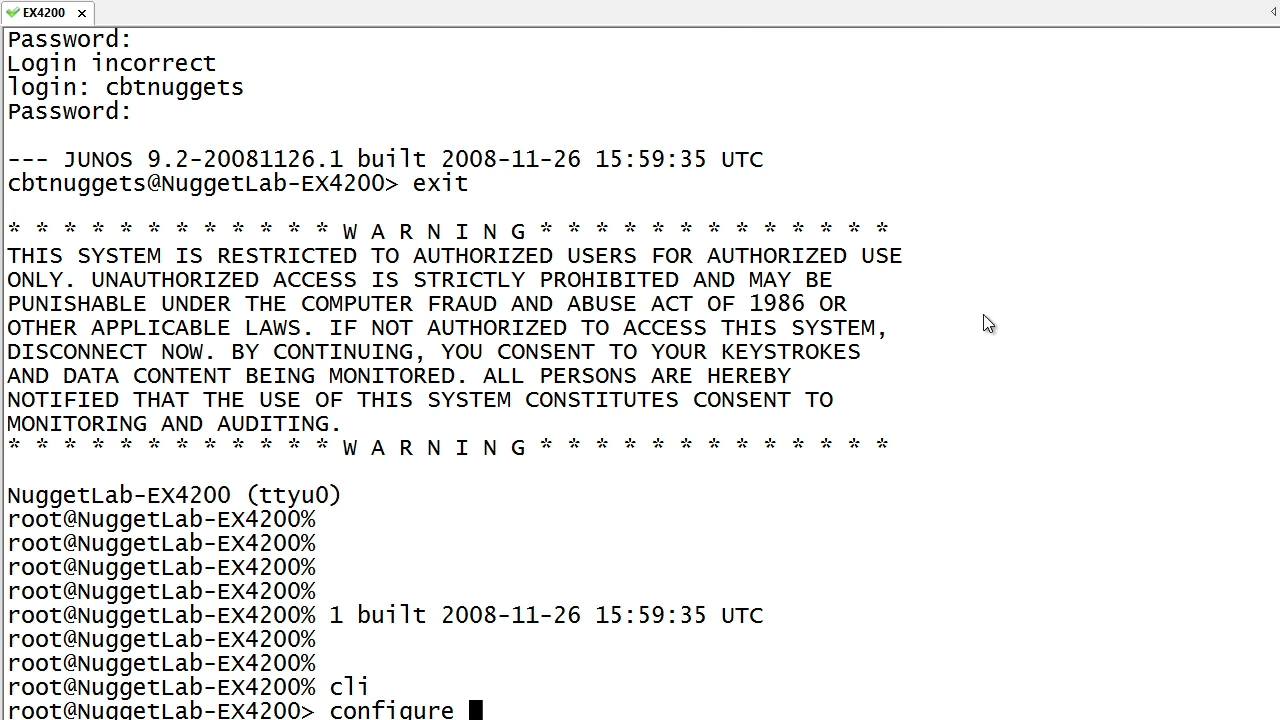 EX4200
Password:
Login incorrect
login: cbtnuggets
Password:
--- JUNOS 9.2-20081126.1 built 2008-11-26 15:59:35 UTC
cbtnuggets@NuggetLab-EX4200> exit
* * * * * * * * * * * * W A R N I N G * * * * * * * * * * * * *
THIS SYSTEM IS RESTRICTED TO AUTHORIZED USERS FOR AUTHORIZED USE
ONLY. UNAUTHORIZED ACCESS IS STRICTLY PROHIBITED AND MAY BE
PUNISHABLE UNDER THE COMPUTER FRAUD AND ABUSE ACT OF 1986 OR
OTHER APPLICABLE LAWS. IF NOT AUTHORIZED TO ACCESS THIS SYSTEM,
DISCONNECT NOW. BY CONTINUING, YOU CONSENT TO YOUR KEYSTROKES
AND DATA CONTENT BEING MONITORED. ALL PERSONS ARE HEREBY
NOTIFIED THAT THE USE OF THIS SYSTEM CONSTITUTES CONSENT TO
MONITORING AND AUDITING.
* * * * * * * * * * * * W A R N I N G * * * * * * * * * * * * *
NuggetLab-EX4200 (ttyu0)
root@NuggetLab-EX4200%
root@NuggetLab-EX4200%
root@NuggetLab-EX4200%
root@NuggetLab-EX4200%
root@NuggetLab-EX4200% 1 built 2008-11-26 15:59:35 UTC
root@NuggetLab-EX4200%
root@NuggetLab-EX4200%
root@NuggetLab-EX4200% cli
root@NuggetLab-EX4200> configure